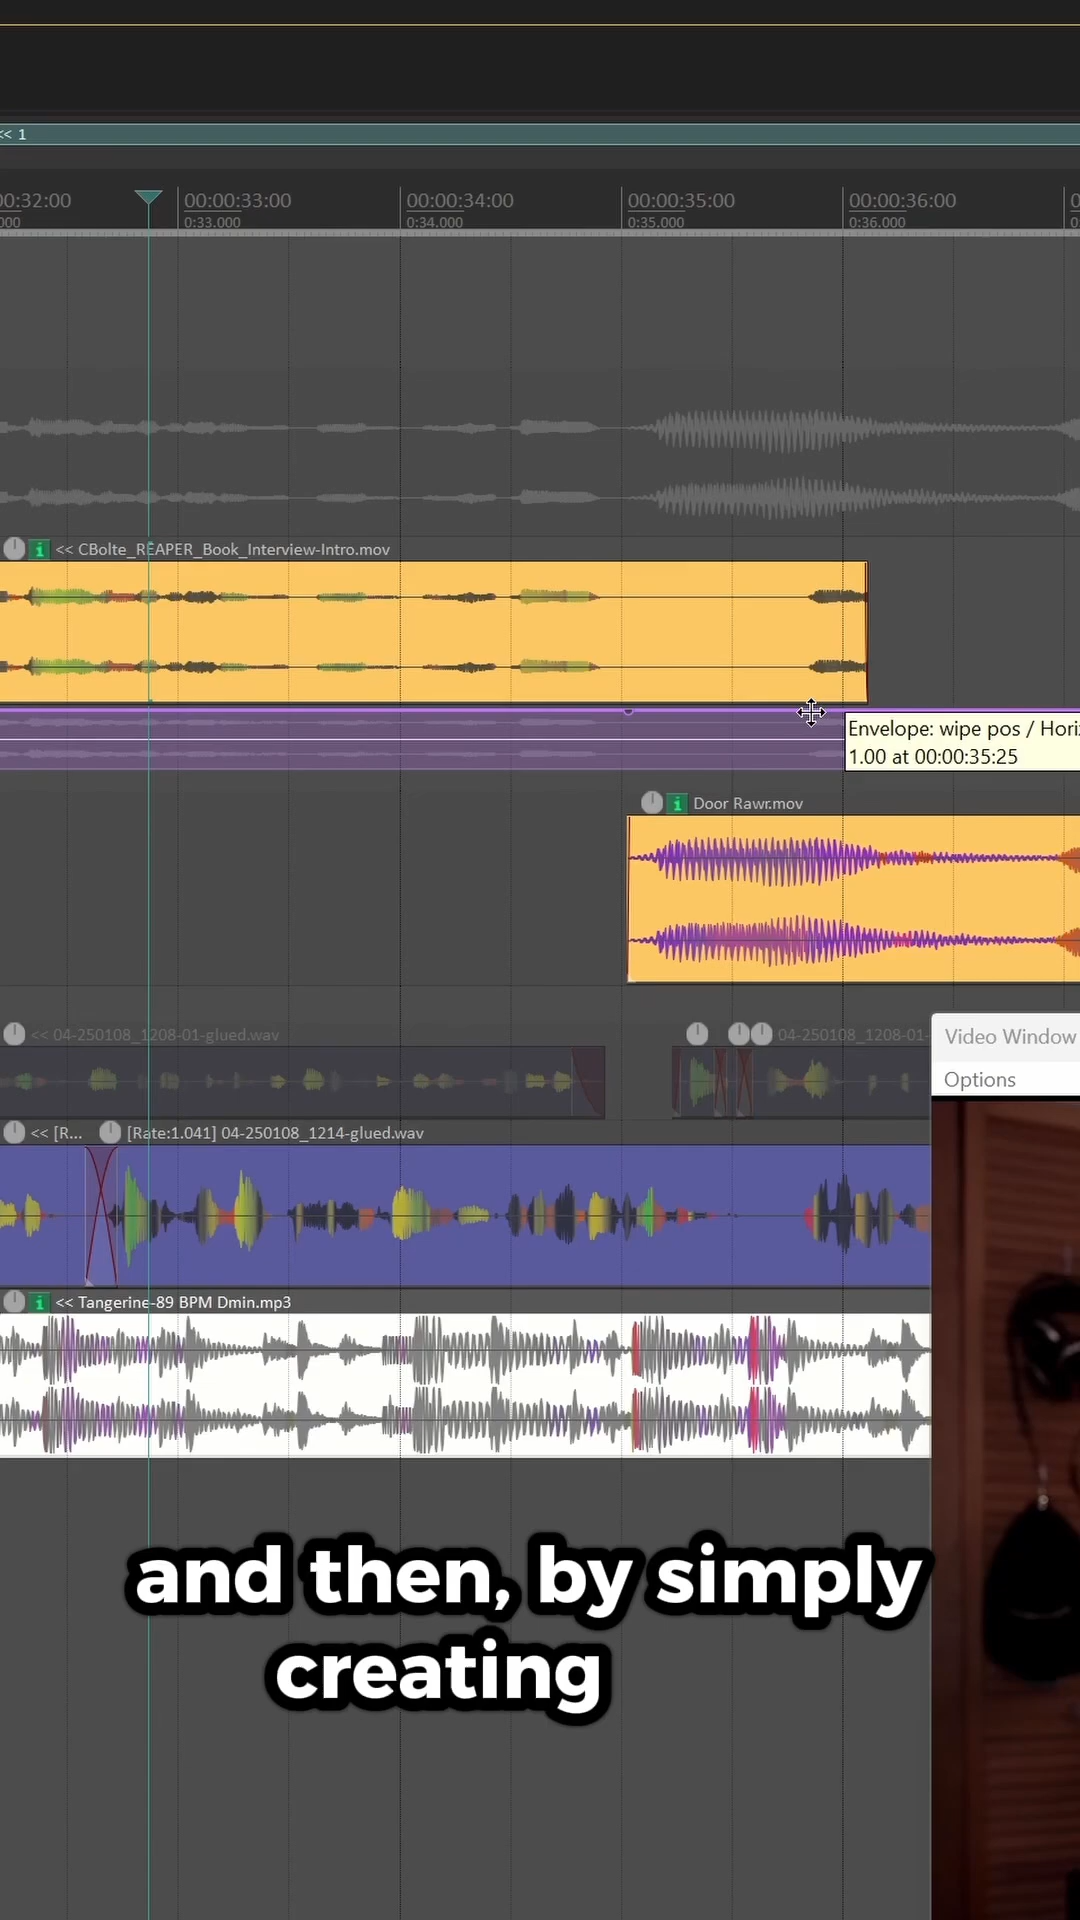 << 1
00:32:00
00:00:33:00
00:00:34:00
00:00:35:00
00:00:36:00
000
0:33.000
0:34.000
0:35.000
0:36.000
<< CBolte_REAPER_Book_Interview-Intro.mov
Envelope: wipe pos / Hori
1.00 at 00:00:35:25
Door Rawr.mov
<< 04-250108_1208-01-glued.wav
04-250108_1208-01-
Video Window
Options
<< [R...
[Rate:1.041] 04-250108_1214-glued.wav
<< Tangerine-89 BPM Dmin.mp3
and then, by simply
creating